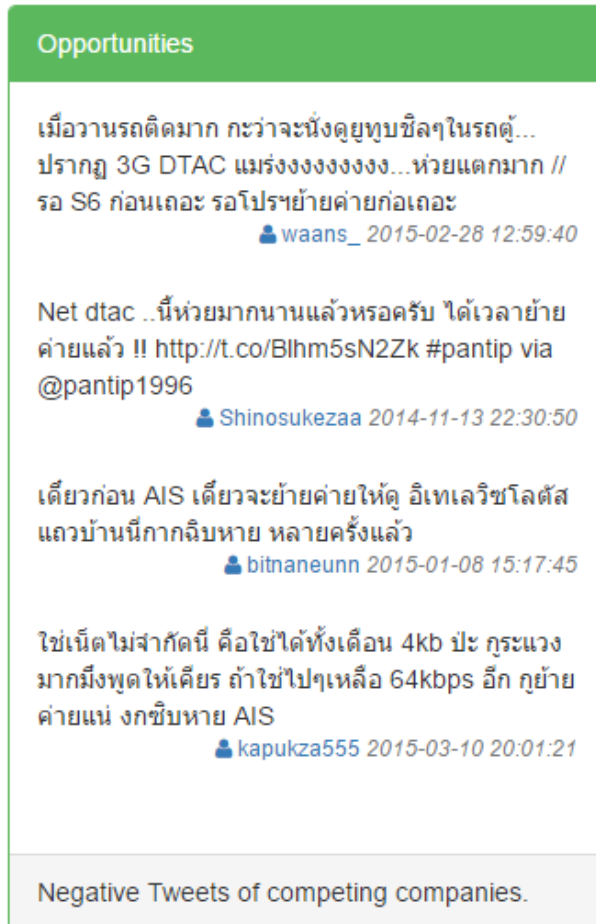 Opportunities
เมื่อวานรถติดมาก กะว่าจะนั่งดูยูทูบชิลๆในรถตู้...
ปรากฏ 3G DTAC แมร่งงงงงงงงง...ห่วยแตกมาก //
รอ S6 ก่อนเถอะ รอโปรฯย้ายค่ายก่อเถอะ
waans_ 2015-02-28 12:59:40
Net dtac ..นี้ห่วยมากนานแล้วหรอครับ ได้เวลาย้าย
ค่ายแล้ว !! http://t.co/Blhm5sN2Zk #pantip via
@pantip1996
Shinosukezaa 2014-11-13 22:30:50
เดี๋ยวก่อน AIS เดี๋ยวจะย้ายค่ายให้ดู อิเทเลวิซโลตัส
แถวบ้านนี่กากฉิบหาย หลายครั้งแล้ว
bitnaneunn 2015-01-08 15:17:45
ใช่เน็ตไม่จำกัดนี่ คือใช่ได้ทั้งเดือน 4kb ป่ะ กูระแวง
มากมึงพูดให้เคียร ถ้าใช่ไปๆเหลือ 64kbps อีก กูย้าย
ค่ายแน่ งกซิบหาย AIS
kapukza555 2015-03-10 20:01:21
Negative Tweets of competing companies.